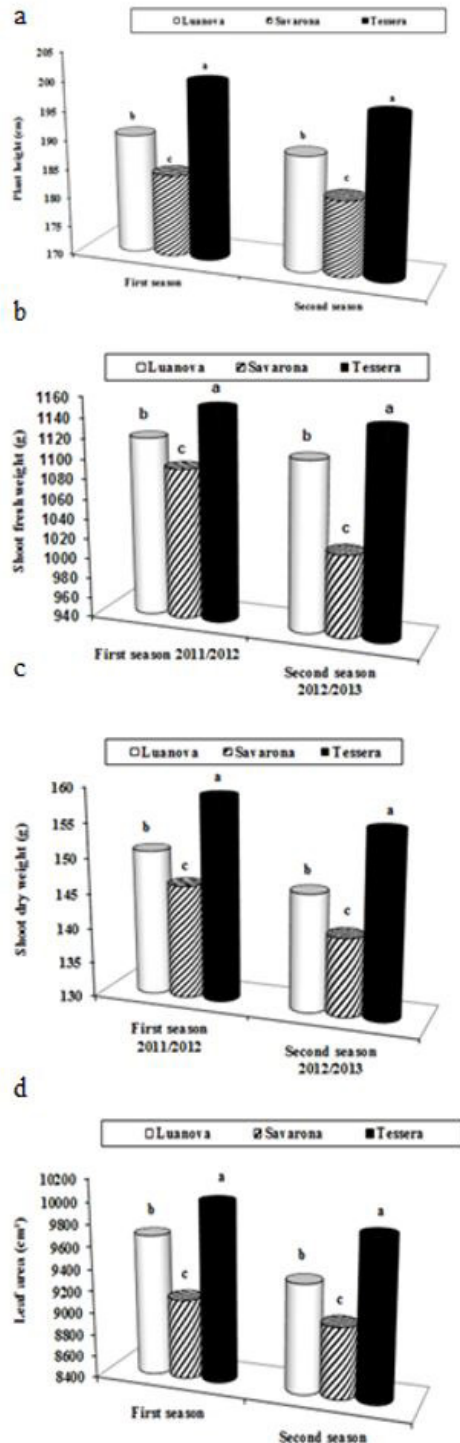 a
Luanova Savarona Tessera
205
200
195
190
185
180
175
170
Plant height (cm)
b
c
a
b
c
a
First season
Second season
b
Luanova Savarona Tessera
1160
1140
1120
1100
1080
1060
1040
1020
1000
980
960
940
Shoot freshweight (g)
b
c
a
b
c
a
First season 2011/2012
Second season
2012/2013
c
Luanova Savarona Tessera
160
155
150
145
140
135
130
Shoot dry weight (g)
b
c
a
b
c
a
First season
2011/2012
Second season
2012/2013
d
Luanova Savarona Tessera
10200
10000
9800
9600
9400
9200
9000
8800
8600
8400
Leaf area (cm²)
b
c
a
b
c
a
First season
Second season